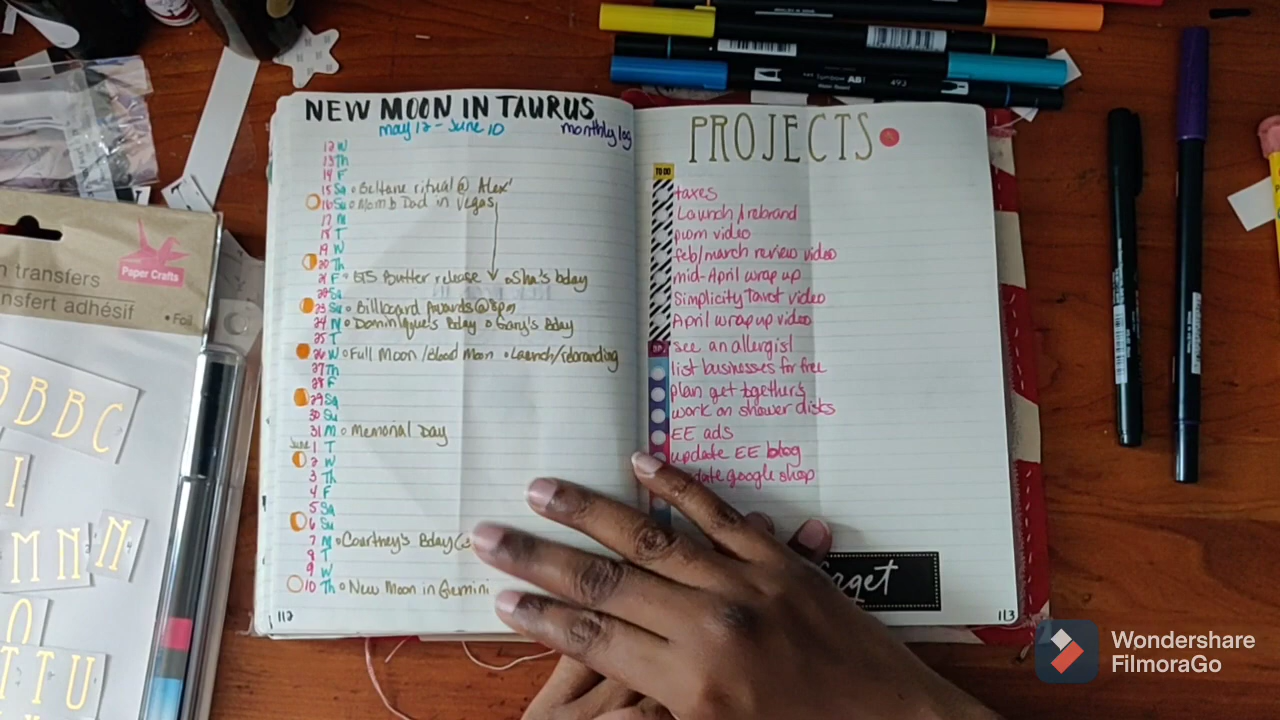 NEW MOON IN TAURUS
may 12 - June 10
monthly log
12 W
13 Th
14 F
15 Sa Beltane ritual @ Alex'
16 Su Mom & Dad in Vegas
17 M
18 T
19 W
20 Th
21 F BTS Butter release Sha's bday
22 Sa
23 Su Billboard Awards @ 8pm
24 M Dominique's Bday Gary's Bday
25 T
26 W Full Moon / Blood Moon Launch/rebranding
27 Th
28 F
29 Sa
30 Su
31 M Memorial Day
June 1 T
2 W
3 Th
4 F
5 Sa
6 Su
7 M Courtney's Bday
8 T
9 W
10 Th New Moon in Gemini
112
PROJECTS
TO DO
taxes
Launch/rebrand
pwm video
feb/march review video
mid-April wrap up
Simplicity Tarot video
April wrap up video
see an allergist
list businesses for free
plan get together's
work on shower disks
EE ads
update EE blog
google shop
113
transfers
transfert adhésif
Paper Crafts
• Foil
B B B C
I
M N N
O
T T U
Wondershare
FilmoraGo